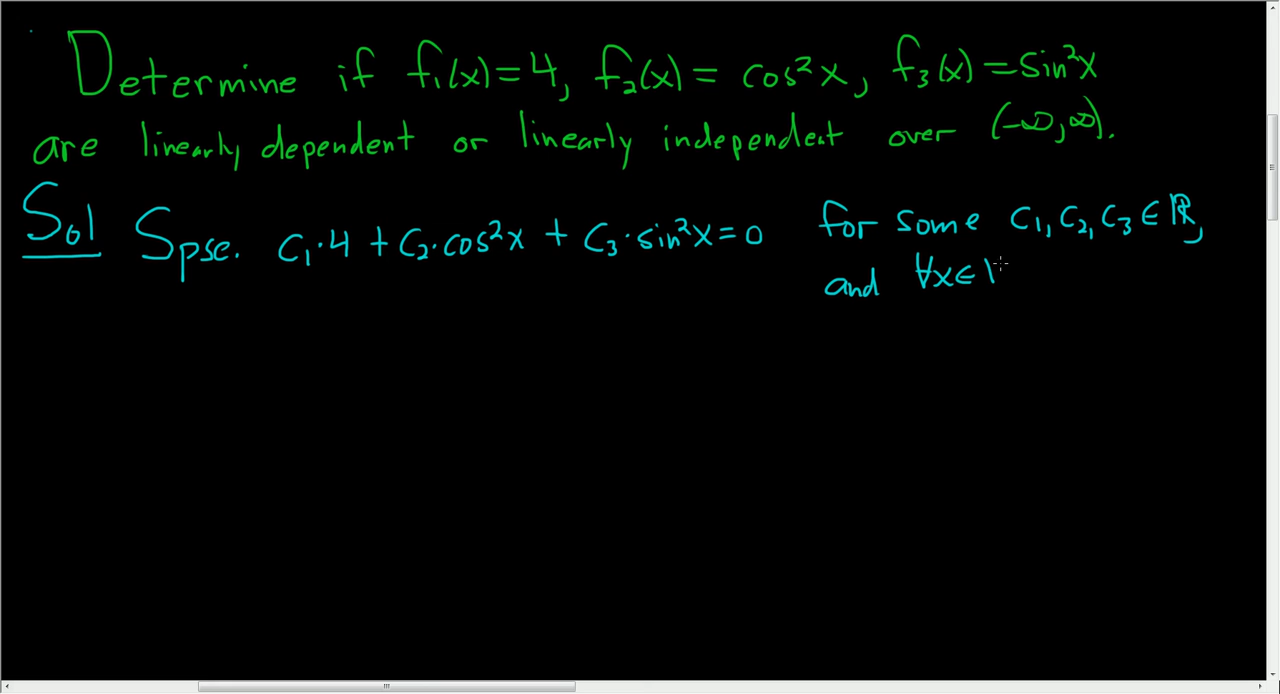 Determine if f₁(x)=4, f₂(x) = cos²x, f₃(x)=sin²x
are linearly dependent or linearly independent over (-∞,∞).
Sol Spse. C₁·4 + C₂·cos²x + C₃·sin²x=0 for some C₁,C₂,C₃∈ℝ,
and ∀x∈